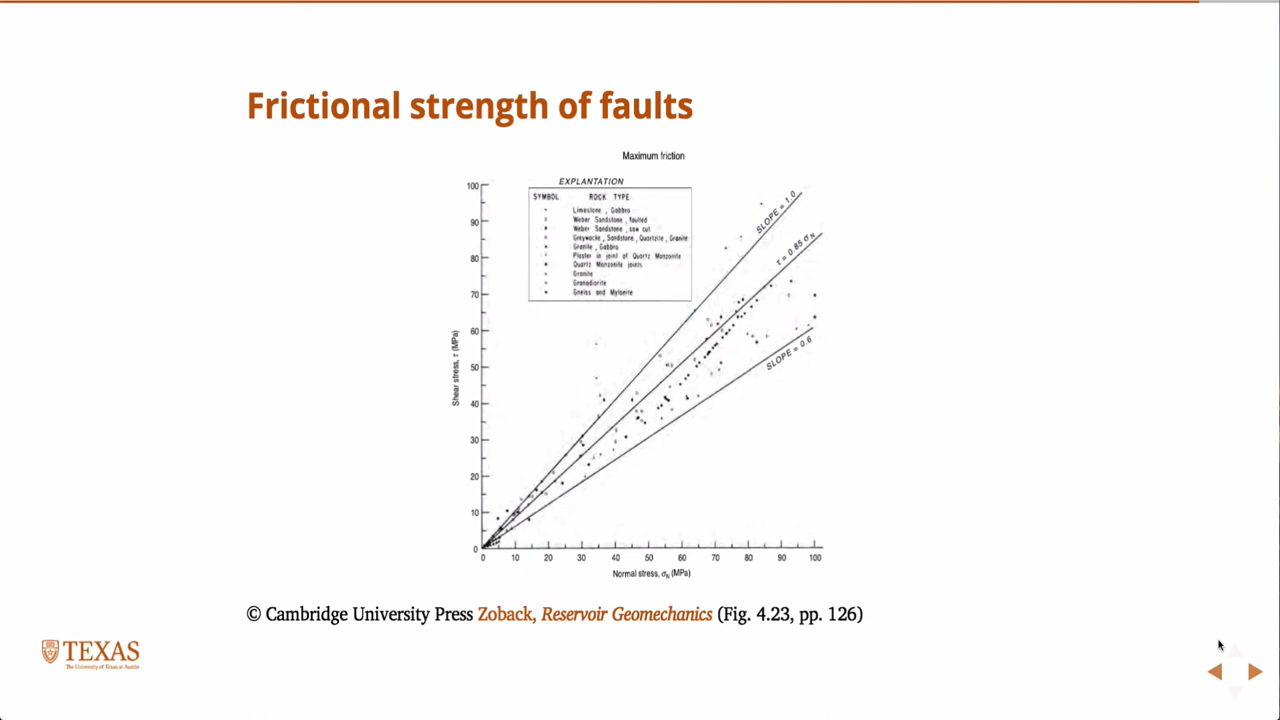 Frictional strength of faults
Maximum friction
EXPLANTATION
SYMBOL ROCK TYPE
Limestone, Gabbro
Weber Sandstone, faulted
Weber Sandstone, saw cut
Greywacke, Sandstone, Quartzite, Granite
Granite, Gabbro
Plaster in joint of Quartz Monzonite
Quartz Monzonite joints
Granite
Granodiorite
Gneiss and Mylonite
SLOPE = 1.0
τ = 0.85 σN
SLOPE = 0.6
Shear stress, τ (MPa)
100
90
80
70
60
50
40
30
20
10
0
0 10 20 30 40 50 60 70 80 90 100
Normal stress, σN (MPa)
© Cambridge University Press Zoback, Reservoir Geomechanics (Fig. 4.23, pp. 126)
TEXAS
The University of Texas at Austin